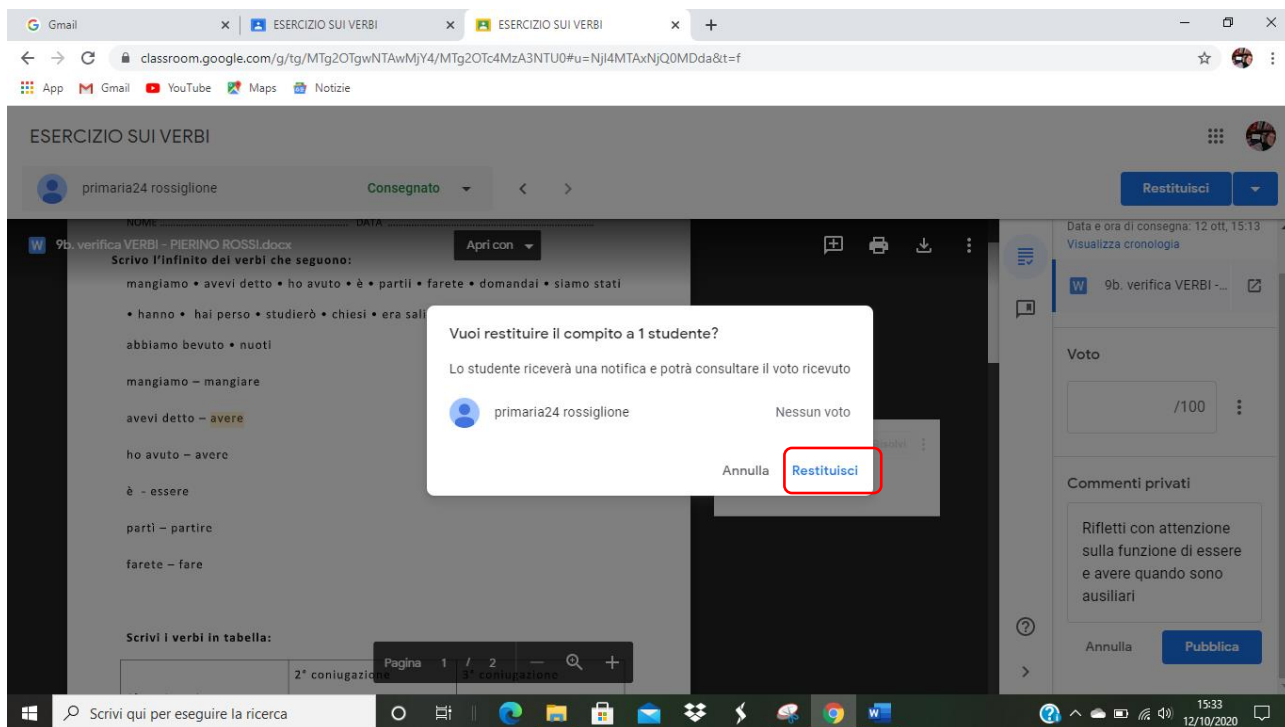 Gmail
ESERCIZIO SUI VERBI
ESERCIZIO SUI VERBI
classroom.google.com/g/tg/MTg2OTgwNTAwMjY4/MTg2OTc4MzA3NTU0#u=NjI4MTAxNjQ0MDda&t=f
App Gmail YouTube Maps Notizie
ESERCIZIO SUI VERBI
primaria24 rossiglione Consegnato Restituisci
NOME DATA
9b. verifica VERBI - PIERINO ROSSI.docx Apri con
Scrivo l'infinito dei verbi che seguono:
mangiamo • avevi detto • ho avuto • è • partii • farete • domandai • siamo stati
• hanno • hai perso • studierò • chiesi • era sali
abbiamo bevuto • nuoti
mangiamo – mangiare
avevi detto – avere
ho avuto – avere
è - essere
partì – partire
farete – fare
Scrivi i verbi in tabella:
2° coniugazione 3° coniugazione
Pagina 1 / 2
Vuoi restituire il compito a 1 studente?
Lo studente riceverà una notifica e potrà consultare il voto ricevuto
primaria24 rossiglione Nessun voto
Annulla Restituisci
Data e ora di consegna: 12 ott, 15:13
Visualizza cronologia
9b. verifica VERBI -...
Voto
/100
Commenti privati
Rifletti con attenzione
sulla funzione di essere
e avere quando sono
ausiliari
Annulla Pubblica
Scrivi qui per eseguire la ricerca
15:33
12/10/2020